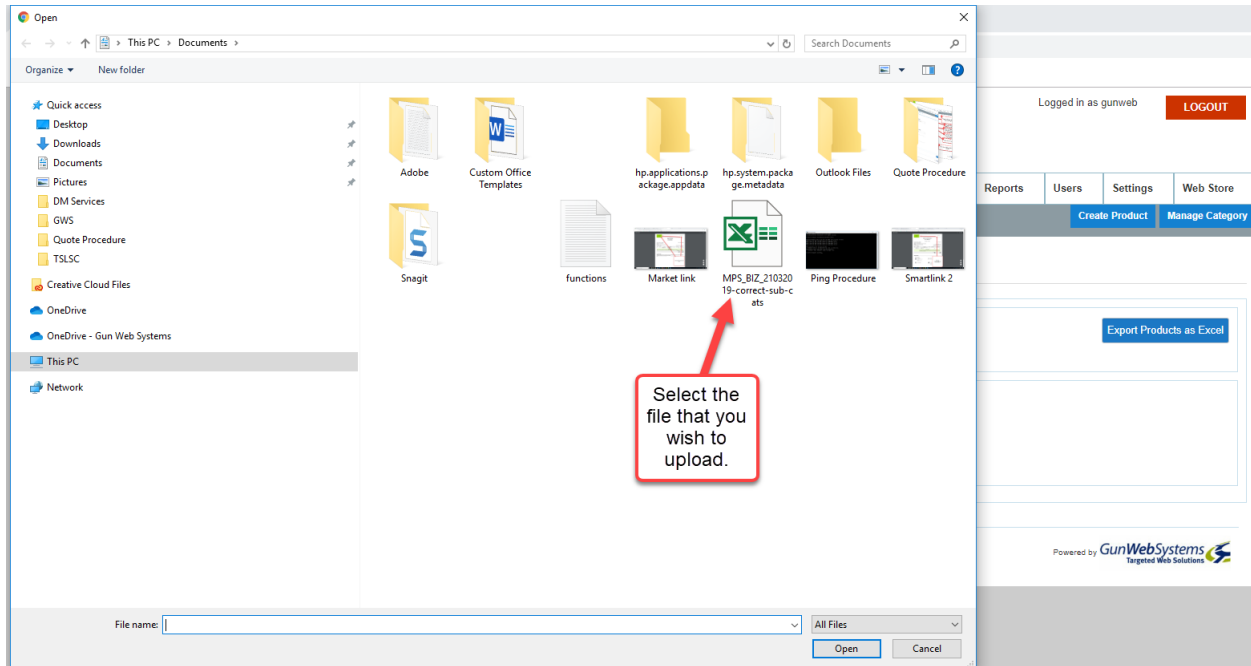 Open
This PC > Documents >
Search Documents
Organize
New folder
Quick access
Desktop
Downloads
Documents
Pictures
DM Services
GWS
Quote Procedure
TSLSC
Creative Cloud Files
OneDrive
OneDrive - Gun Web Systems
This PC
Network
Adobe
Custom Office
Templates
hp.applications.p
ackage.appdata
hp.system.packa
ge.metadata
Outlook Files
Quote Procedure
Snagit
functions
Market link
MPS_BIZ_210320
19-correct-sub-c
ats
Ping Procedure
Smartlink 2
Select the
file that you
wish to
upload.
File name:
All Files
Open
Cancel
Logged in as gunweb
LOGOUT
Reports
Users
Settings
Web Store
Create Product
Manage Category
Export Products as Excel
Powered by GunWebSystems
Targeted Web Solutions